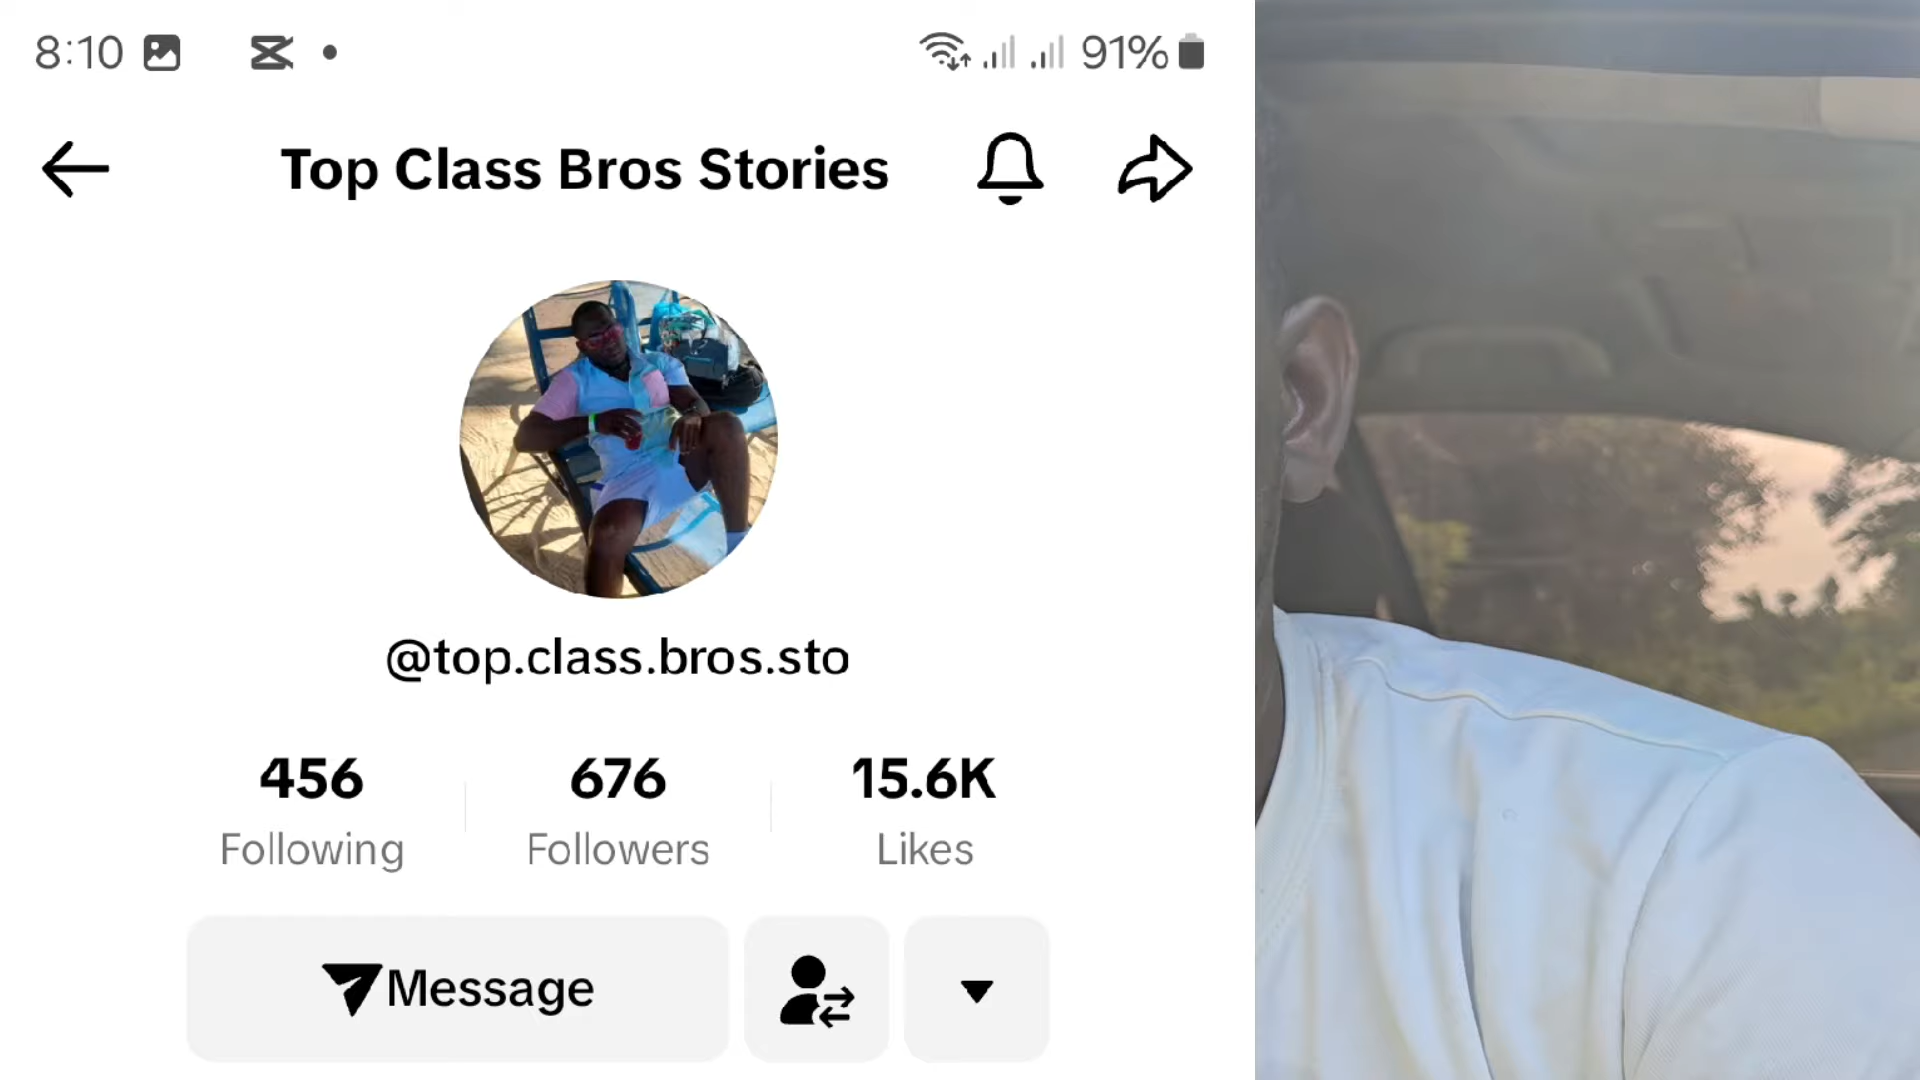 8:10 91%
Top Class Bros Stories
@top.class.bros.sto
456 676 15.6K
Following Followers Likes
Message